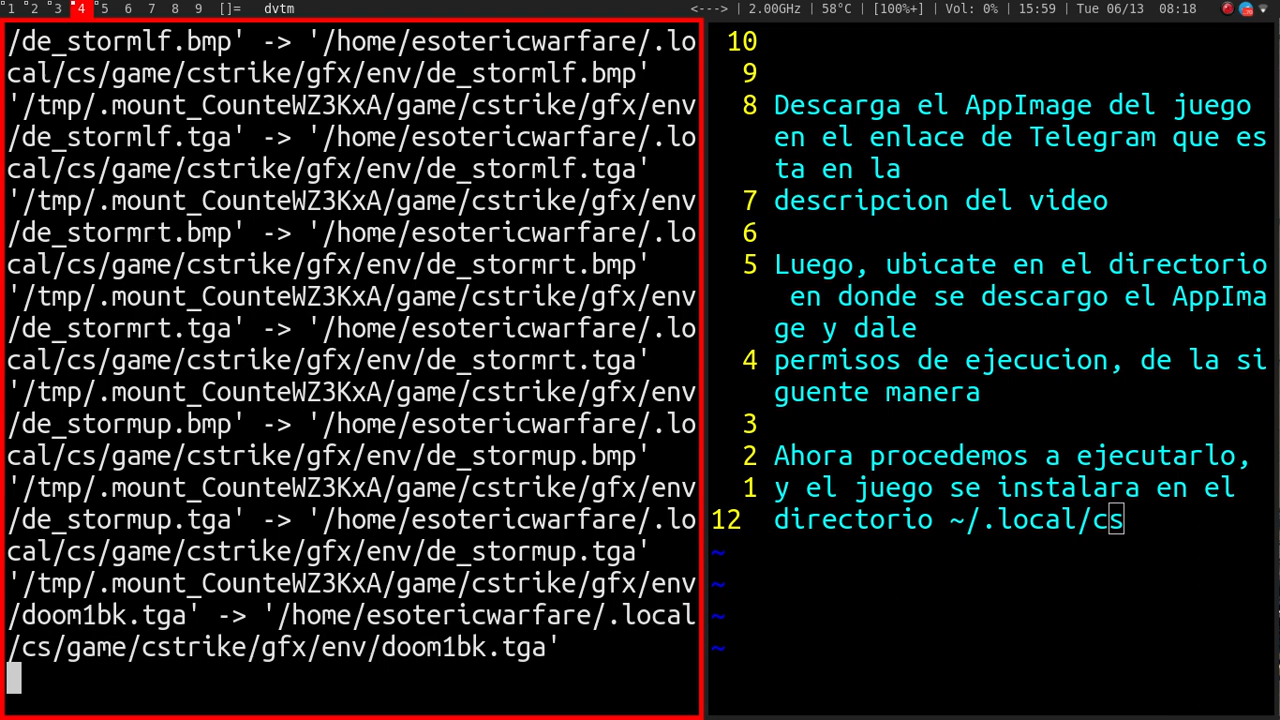 1 2 3 4 5 6 7 8 9 []= dvtm <---> | 2.00GHz | 58°C | [100%+] | Vol: 0% | 15:59 | Tue 06/13 | 08:18
/de_stormlf.bmp' -> '/home/esotericwarfare/.lo
cal/cs/game/cstrike/gfx/env/de_stormlf.bmp'
'/tmp/.mount_CounteWZ3KxA/game/cstrike/gfx/env
/de_stormlf.tga' -> '/home/esotericwarfare/.lo
cal/cs/game/cstrike/gfx/env/de_stormlf.tga'
'/tmp/.mount_CounteWZ3KxA/game/cstrike/gfx/env
/de_stormrt.bmp' -> '/home/esotericwarfare/.lo
cal/cs/game/cstrike/gfx/env/de_stormrt.bmp'
'/tmp/.mount_CounteWZ3KxA/game/cstrike/gfx/env
/de_stormrt.tga' -> '/home/esotericwarfare/.lo
cal/cs/game/cstrike/gfx/env/de_stormrt.tga'
'/tmp/.mount_CounteWZ3KxA/game/cstrike/gfx/env
/de_stormup.bmp' -> '/home/esotericwarfare/.lo
cal/cs/game/cstrike/gfx/env/de_stormup.bmp'
'/tmp/.mount_CounteWZ3KxA/game/cstrike/gfx/env
/de_stormup.tga' -> '/home/esotericwarfare/.lo
cal/cs/game/cstrike/gfx/env/de_stormup.tga'
'/tmp/.mount_CounteWZ3KxA/game/cstrike/gfx/env
/doom1bk.tga' -> '/home/esotericwarfare/.local
/cs/game/cstrike/gfx/env/doom1bk.tga'
10
9
8 Descarga el AppImage del juego
en el enlace de Telegram que es
ta en la
7 descripcion del video
6
5 Luego, ubicate en el directorio
en donde se descargo el AppIma
ge y dale
4 permisos de ejecucion, de la si
guente manera
3
2 Ahora procedemos a ejecutarlo,
1 y el juego se instalara en el
12 directorio ~/.local/cs
~
~
~
~